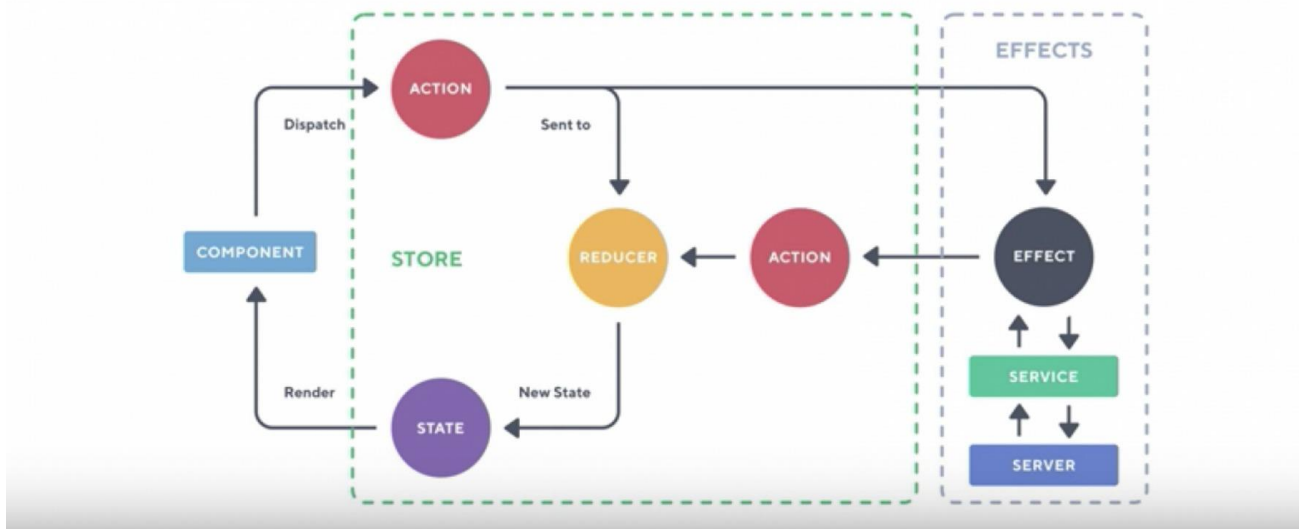 EFFECTS
ACTION
Dispatch
Sent to
COMPONENT
STORE
REDUCER
ACTION
EFFECT
SERVICE
Render
New State
STATE
SERVER